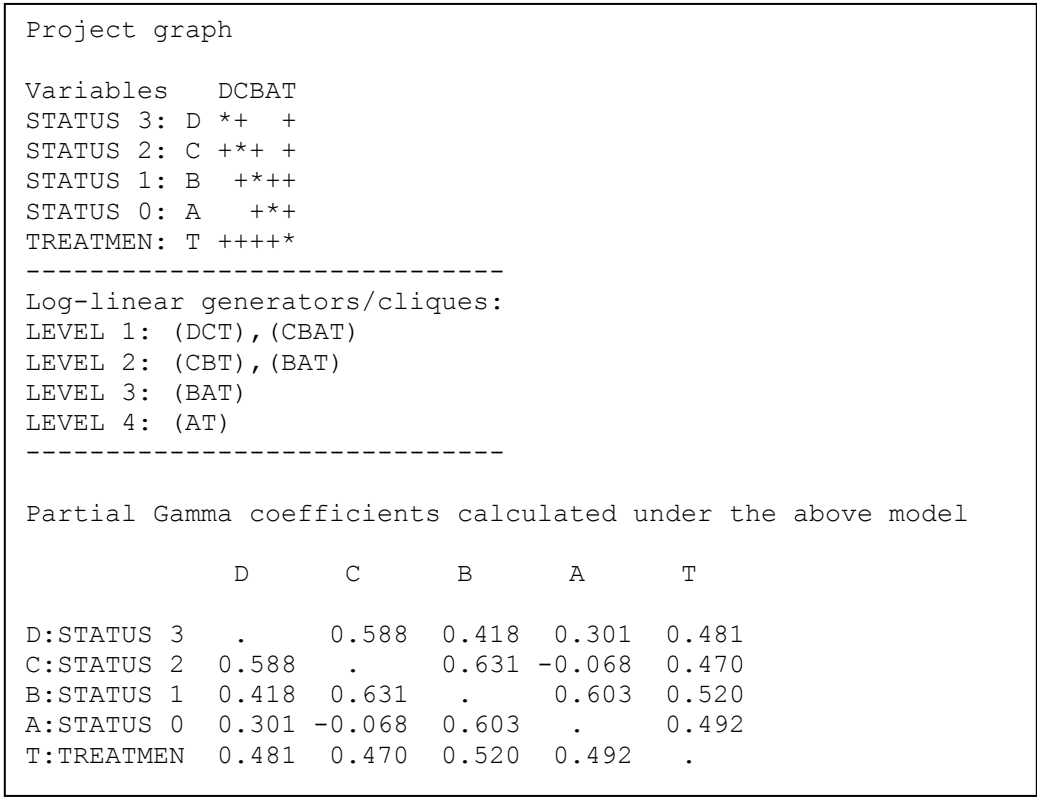 Project graph
Variables   DCBAT
STATUS 3: D *+  +
STATUS 2: C +*+ +
STATUS 1: B  +*++
STATUS 0: A   +*+
TREATMEN: T ++++*
------------------------------
Log-linear generators/cliques:
LEVEL 1: (DCT),(CBAT)
LEVEL 2: (CBT),(BAT)
LEVEL 3: (BAT)
LEVEL 4: (AT)
------------------------------
Partial Gamma coefficients calculated under the above model
             D      C      B      A      T
D:STATUS 3   .    0.588  0.418  0.301  0.481
C:STATUS 2 0.588    .    0.631 -0.068  0.470
B:STATUS 1 0.418  0.631    .    0.603  0.520
A:STATUS 0 0.301 -0.068  0.603    .    0.492
T:TREATMEN 0.481  0.470  0.520  0.492    .